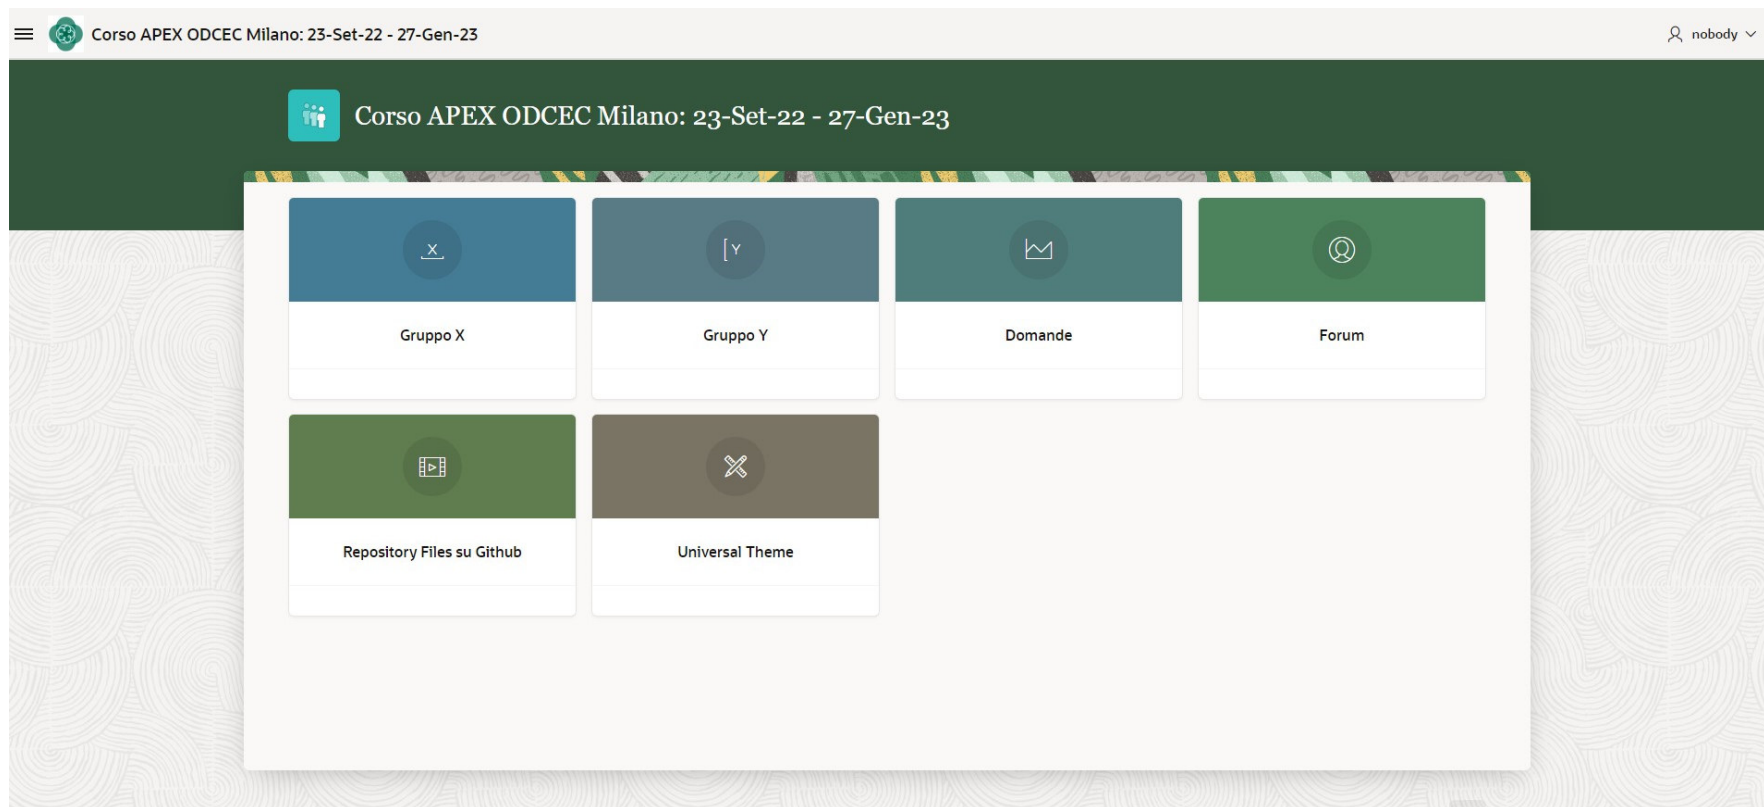 Corso APEX ODCEC Milano: 23-Set-22 - 27-Gen-23
nobody
Corso APEX ODCEC Milano: 23-Set-22 - 27-Gen-23
X
Y
Gruppo X
Gruppo Y
Domande
Forum
Repository Files su Github
Universal Theme